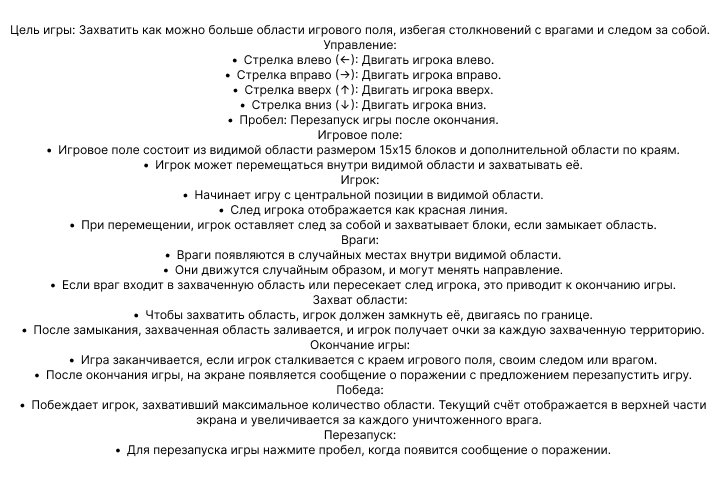 Цель игры: Захватить как можно больше области игрового поля, избегая столкновений с врагами и следом за собой.
Управление:
• Стрелка влево (←): Двигать игрока влево.
• Стрелка вправо (→): Двигать игрока вправо.
• Стрелка вверх (↑): Двигать игрока вверх.
• Стрелка вниз (↓): Двигать игрока вниз.
• Пробел: Перезапуск игры после окончания.
Игровое поле:
• Игровое поле состоит из видимой области размером 15x15 блоков и дополнительной области по краям.
• Игрок может перемещаться внутри видимой области и захватывать её.
Игрок:
• Начинает игру с центральной позиции в видимой области.
• След игрока отображается как красная линия.
• При перемещении, игрок оставляет след за собой и захватывает блоки, если замыкает область.
Враги:
• Враги появляются в случайных местах внутри видимой области.
• Они движутся случайным образом, и могут менять направление.
• Если враг входит в захваченную область или пересекает след игрока, это приводит к окончанию игры.
Захват области:
• Чтобы захватить область, игрок должен замкнуть её, двигаясь по границе.
• После замыкания, захваченная область заливается, и игрок получает очки за каждую захваченную территорию.
Окончание игры:
• Игра заканчивается, если игрок сталкивается с краем игрового поля, своим следом или врагом.
• После окончания игры, на экране появляется сообщение о поражении с предложением перезапустить игру.
Победа:
• Побеждает игрок, захвативший максимальное количество области. Текущий счёт отображается в верхней части
экрана и увеличивается за каждого уничтоженного врага.
Перезапуск:
• Для перезапуска игры нажмите пробел, когда появится сообщение о поражении.